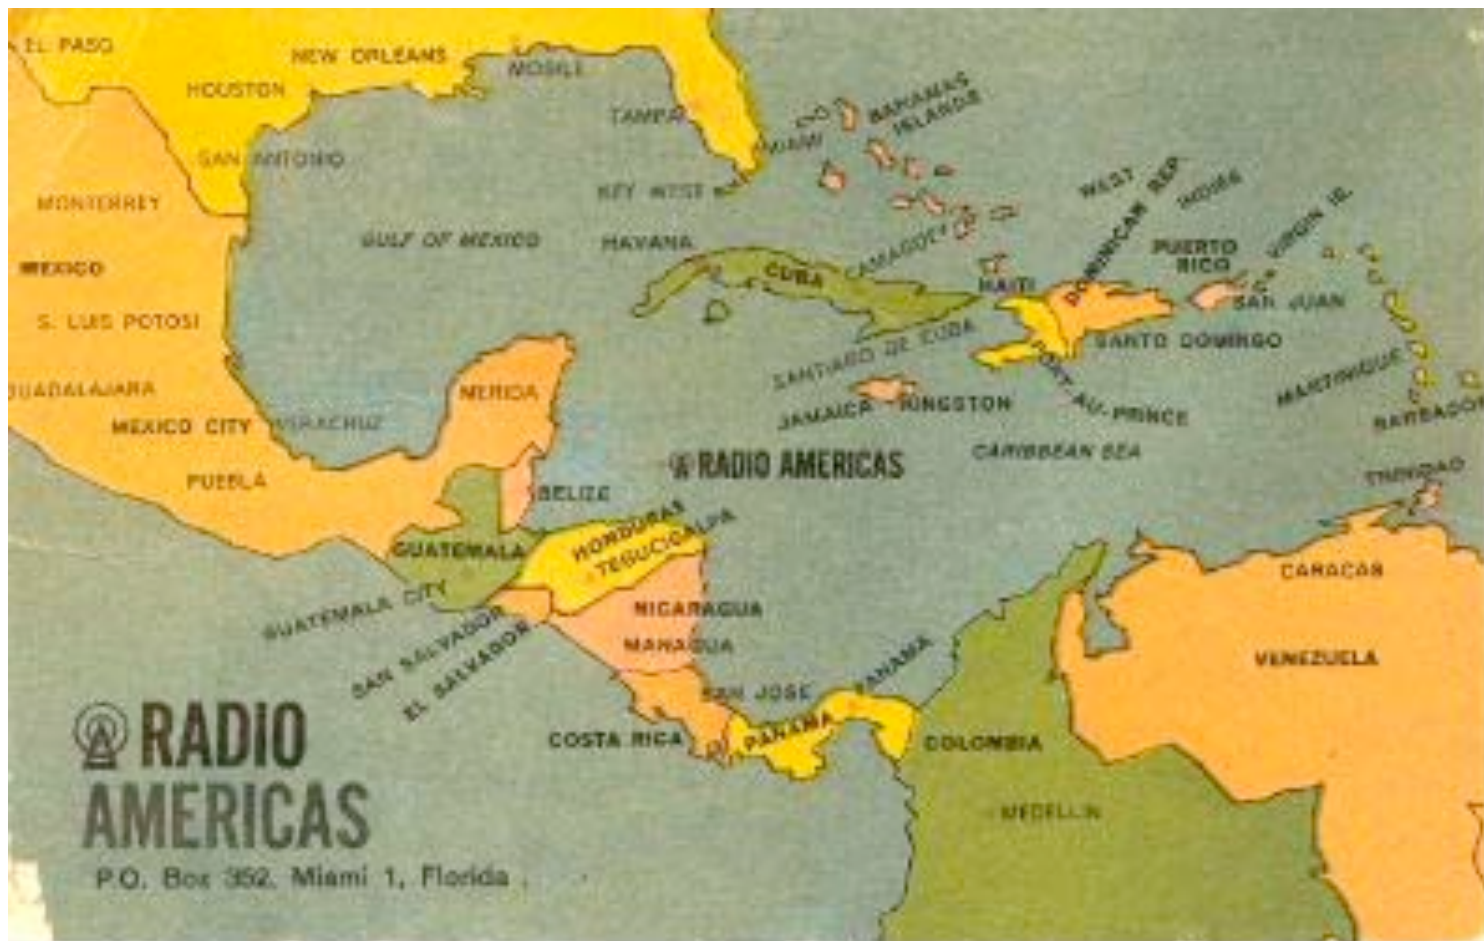 EL PASO
NEW ORLEANS
MOBILE
HOUSTON
TAMPA
BAHAMAS
ISLANDS
MIAMI
SAN ANTONIO
KEY WEST
WEST
INDIES
DOMINICAN REP.
MONTERREY
GULF OF MEXICO
HAVANA
CAMAGUEY
PUERTO
RICO
VIRGIN IS.
MEXICO
CUBA
HAITI
SAN JUAN
S. LUIS POTOSI
SANTIAGO DE CUBA
SANTO DOMINGO
GUADALAJARA
MERIDA
MARTINIQUE
JAMAICA
KINGSTON
PORT-AU-PRINCE
BARBADOS
MEXICO CITY
VERACRUZ
CARIBBEAN SEA
RADIO AMERICAS
PUEBLA
BELIZE
TRINIDAD
HONDURAS
TEGUCIGALPA
GUATEMALA
CARACAS
GUATEMALA CITY
NICARAGUA
MANAGUA
SAN SALVADOR
EL SALVADOR
VENEZUELA
SAN JOSE
PANAMA
COSTA RICA
PANAMA
COLOMBIA
MEDELLIN
RADIO
AMERICAS
P.O. Box 352, Miami 1, Florida